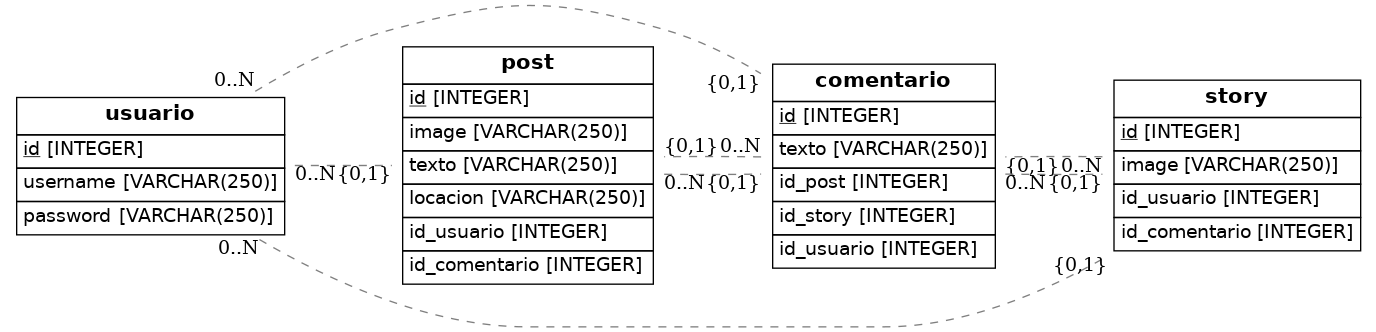 usuario
id [INTEGER]
username [VARCHAR(250)]
password [VARCHAR(250)]
post
id [INTEGER]
image [VARCHAR(250)]
texto [VARCHAR(250)]
locacion [VARCHAR(250)]
id_usuario [INTEGER]
id_comentario [INTEGER]
comentario
id [INTEGER]
texto [VARCHAR(250)]
id_post [INTEGER]
id_story [INTEGER]
id_usuario [INTEGER]
story
id [INTEGER]
image [VARCHAR(250)]
id_usuario [INTEGER]
id_comentario [INTEGER]
0..N
{0,1}
0..N {0,1}
{0,1} 0..N
0..N {0,1}
{0,1} 0..N
0..N {0,1}
0..N
{0,1}